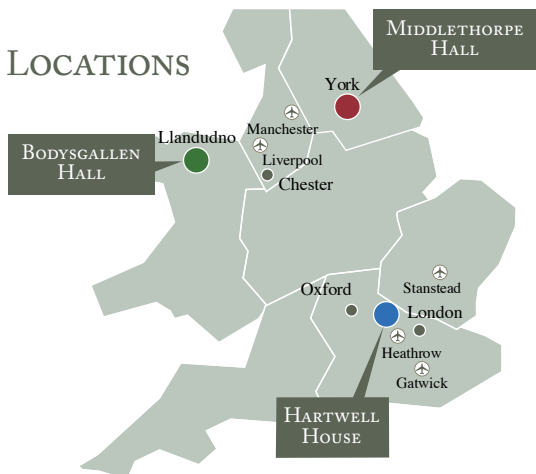 LOCATIONS
MIDDLETHORPE
HALL
York
Manchester
Llandudno
BODYSGALLEN
HALL
Liverpool
Chester
Stanstead
Oxford
London
Heathrow
Gatwick
HARTWELL
HOUSE